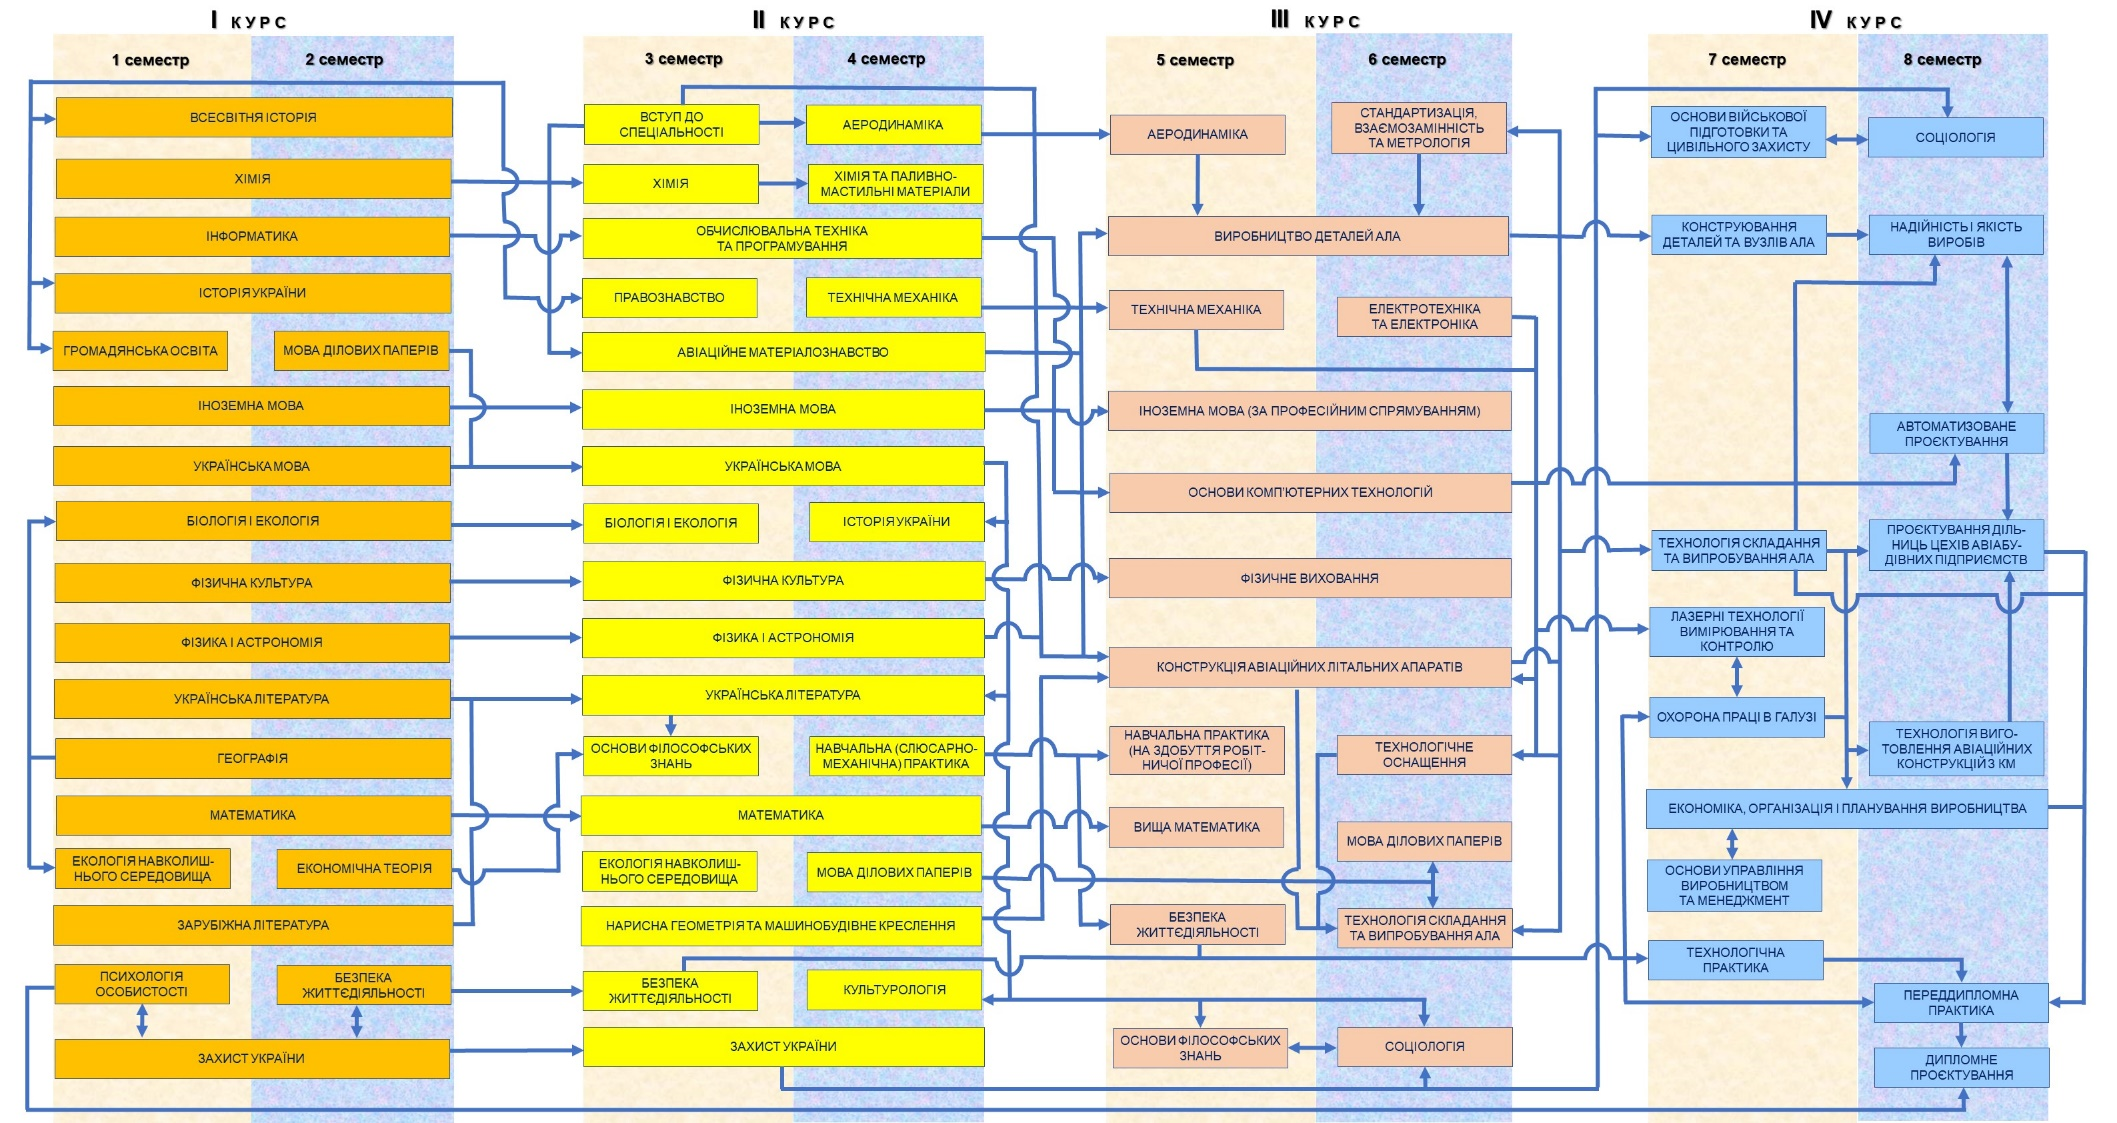 I КУРС
1 семестр
2 семестр
ВСЕСВІТНЯ ІСТОРІЯ
ХІМІЯ
ІНФОРМАТИКА
ІСТОРІЯ УКРАЇНИ
ГРОМАДЯНСЬКА ОСВІТА
МОВА ДІЛОВИХ ПАПЕРІВ
ІНОЗЕМНА МОВА
УКРАЇНСЬКА МОВА
БІОЛОГІЯ І ЕКОЛОГІЯ
ФІЗИЧНА КУЛЬТУРА
ФІЗИКА І АСТРОНОМІЯ
УКРАЇНСЬКА ЛІТЕРАТУРА
ГЕОГРАФІЯ
МАТЕМАТИКА
ЕКОЛОГІЯ НАВКОЛИШ-
НЬОГО СЕРЕДОВИЩА
ЕКОНОМІЧНА ТЕОРІЯ
ЗАРУБІЖНА ЛІТЕРАТУРА
ПСИХОЛОГІЯ
ОСОБИСТОСТІ
БЕЗПЕКА
ЖИТТЄДІЯЛЬНОСТІ
ЗАХИСТ УКРАЇНИ
II КУРС
3 семестр
4 семестр
ВСТУП ДО
СПЕЦІАЛЬНОСТІ
АЕРОДИНАМІКА
ХІМІЯ
ХІМІЯ ТА ПАЛИВНО-
МАСТИЛЬНІ МАТЕРІАЛИ
ОБЧИСЛЮВАЛЬНА ТЕХНІКА
ТА ПРОГРАМУВАННЯ
ПРАВОЗНАВСТВО
ТЕХНІЧНА МЕХАНІКА
АВІАЦІЙНЕ МАТЕРІАЛОЗНАВСТВО
ІНОЗЕМНА МОВА
УКРАЇНСЬКА МОВА
БІОЛОГІЯ І ЕКОЛОГІЯ
ІСТОРІЯ УКРАЇНИ
ФІЗИЧНА КУЛЬТУРА
ФІЗИКА І АСТРОНОМІЯ
УКРАЇНСЬКА ЛІТЕРАТУРА
ОСНОВИ ФІЛОСОФСЬКИХ
ЗНАНЬ
НАВЧАЛЬНА (СЛЮСАРНО-
МЕХАНІЧНА) ПРАКТИКА
МАТЕМАТИКА
ЕКОЛОГІЯ НАВКОЛИШ-
НЬОГО СЕРЕДОВИЩА
МОВА ДІЛОВИХ ПАПЕРІВ
НАРИСНА ГЕОМЕТРІЯ ТА МАШИНОБУДІВНЕ КРЕСЛЕННЯ
БЕЗПЕКА
ЖИТТЄДІЯЛЬНОСТІ
КУЛЬТУРОЛОГІЯ
ЗАХИСТ УКРАЇНИ
III КУРС
5 семестр
6 семестр
АЕРОДИНАМІКА
СТАНДАРТИЗАЦІЯ,
ВЗАЄМОЗАМІННІСТЬ
ТА МЕТРОЛОГІЯ
ВИРОБНИЦТВО ДЕТАЛЕЙ АЛА
ТЕХНІЧНА МЕХАНІКА
ЕЛЕКТРОТЕХНІКА
ТА ЕЛЕКТРОНІКА
ІНОЗЕМНА МОВА (ЗА ПРОФЕСІЙНИМ СПРЯМУВАННЯМ)
ОСНОВИ КОМП'ЮТЕРНИХ ТЕХНОЛОГІЙ
ФІЗИЧНЕ ВИХОВАННЯ
КОНСТРУКЦІЯ АВІАЦІЙНИХ ЛІТАЛЬНИХ АПАРАТІВ
НАВЧАЛЬНА ПРАКТИКА
(НА ЗДОБУТТЯ РОБІТ-
НИЧОЇ ПРОФЕСІЇ)
ТЕХНОЛОГІЧНЕ
ОСНАЩЕННЯ
ВИЩА МАТЕМАТИКА
МОВА ДІЛОВИХ ПАПЕРІВ
БЕЗПЕКА
ЖИТТЄДІЯЛЬНОСТІ
ТЕХНОЛОГІЯ СКЛАДАННЯ
ТА ВИПРОБУВАННЯ АЛА
ОСНОВИ ФІЛОСОФСЬКИХ
ЗНАНЬ
СОЦІОЛОГІЯ
IV КУРС
7 семестр
8 семестр
ОСНОВИ ВІЙСЬКОВОЇ
ПІДГОТОВКИ ТА
ЦИВІЛЬНОГО ЗАХИСТУ
СОЦІОЛОГІЯ
КОНСТРУЮВАННЯ
ДЕТАЛЕЙ ТА ВУЗЛІВ АЛА
НАДІЙНІСТЬ І ЯКІСТЬ
ВИРОБІВ
АВТОМАТИЗОВАНЕ
ПРОЄКТУВАННЯ
ТЕХНОЛОГІЯ СКЛАДАННЯ
ТА ВИПРОБУВАННЯ АЛА
ПРОЄКТУВАННЯ ДІЛЬ-
НИЦЬ ЦЕХІВ АВІАБУ-
ДІВНИХ ПІДПРИЄМСТВ
ЛАЗЕРНІ ТЕХНОЛОГІЇ
ВИМІРЮВАННЯ ТА
КОНТРОЛЮ
ОХОРОНА ПРАЦІ В ГАЛУЗІ
ТЕХНОЛОГІЯ ВИГО-
ТОВЛЕННЯ АВІАЦІЙНИХ
КОНСТРУКЦІЙ З КМ
ЕКОНОМІКА, ОРГАНІЗАЦІЯ І ПЛАНУВАННЯ ВИРОБНИЦТВА
ОСНОВИ УПРАВЛІННЯ
ВИРОБНИЦТВОМ
ТА МЕНЕДЖМЕНТ
ТЕХНОЛОГІЧНА
ПРАКТИКА
ПЕРЕДДИПЛОМНА
ПРАКТИКА
ДИПЛОМНЕ
ПРОЄКТУВАННЯ